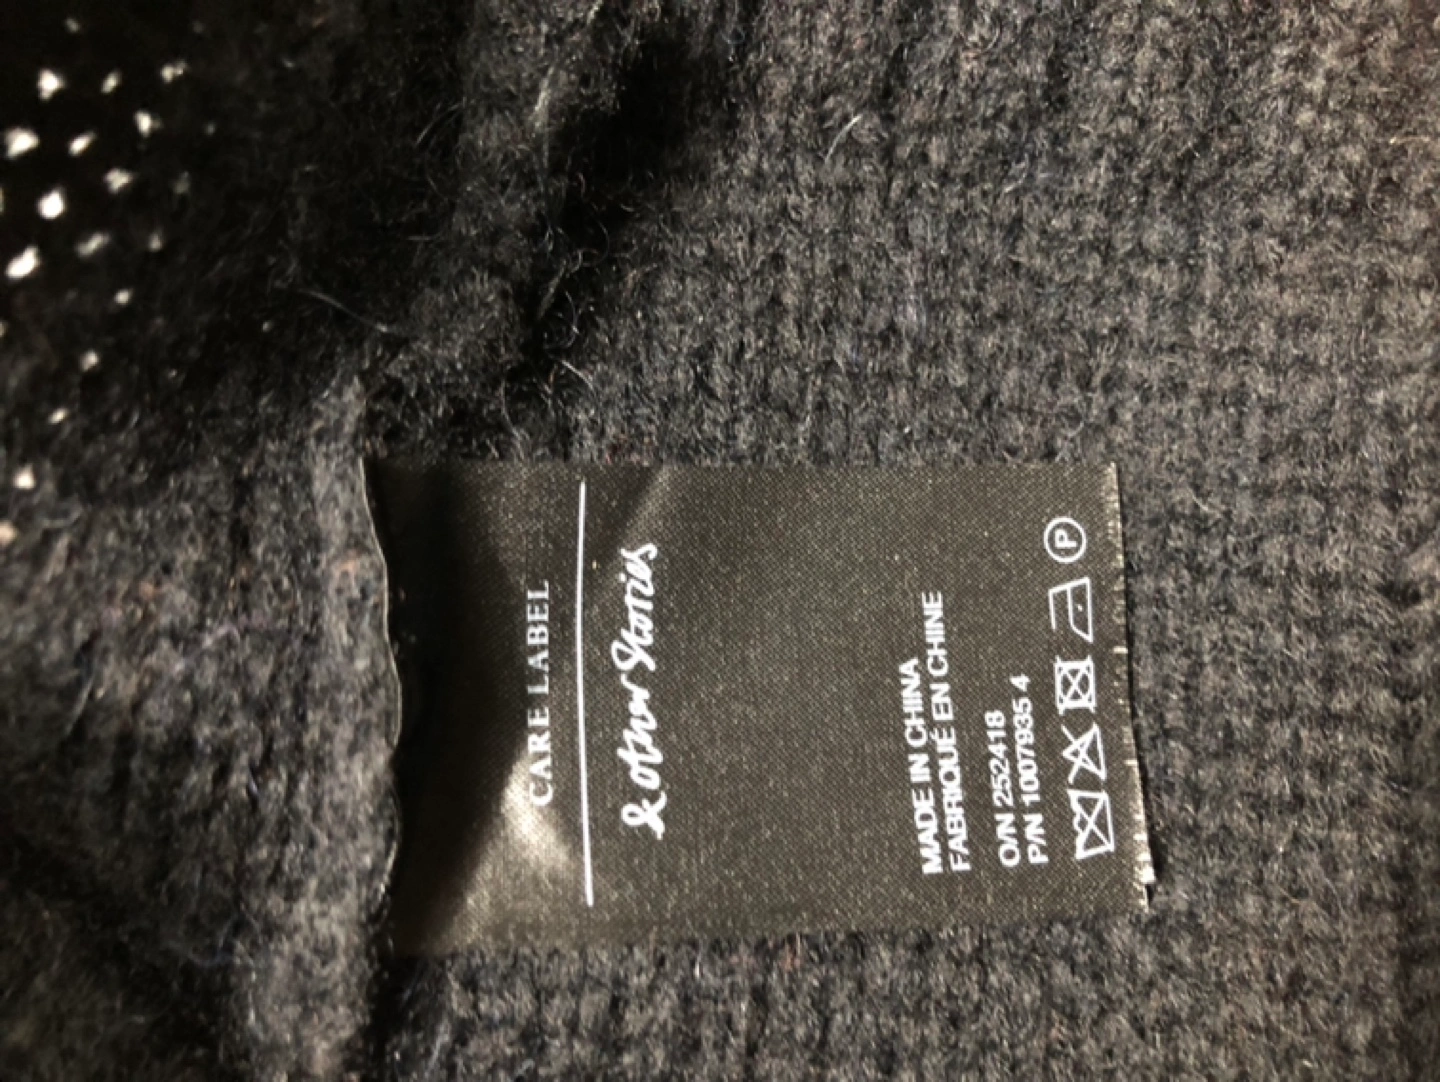 CARE LABEL
& other Stories
MADE IN CHINA
FABRIQUÉ EN CHINE
O/N 252418
P/N 1007935 4
P